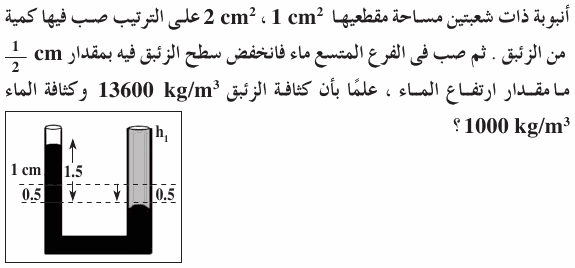 أنبوبة ذات شعبتين مساحة مقطعيها 1 cm² ، 2 cm² على الترتيب صب فيها كمية
من الزئبق . ثم صب فى الفرع المتسع ماء فانخفض سطح الزئبق فيه بمقدار 1/2 cm
ما مقدار ارتفاع الماء ، علمًا بأن كثافة الزئبق 13600 kg/m³ وكثافة الماء
1000 kg/m³ ؟
h₁
1 cm 1.5
0.5 0.5